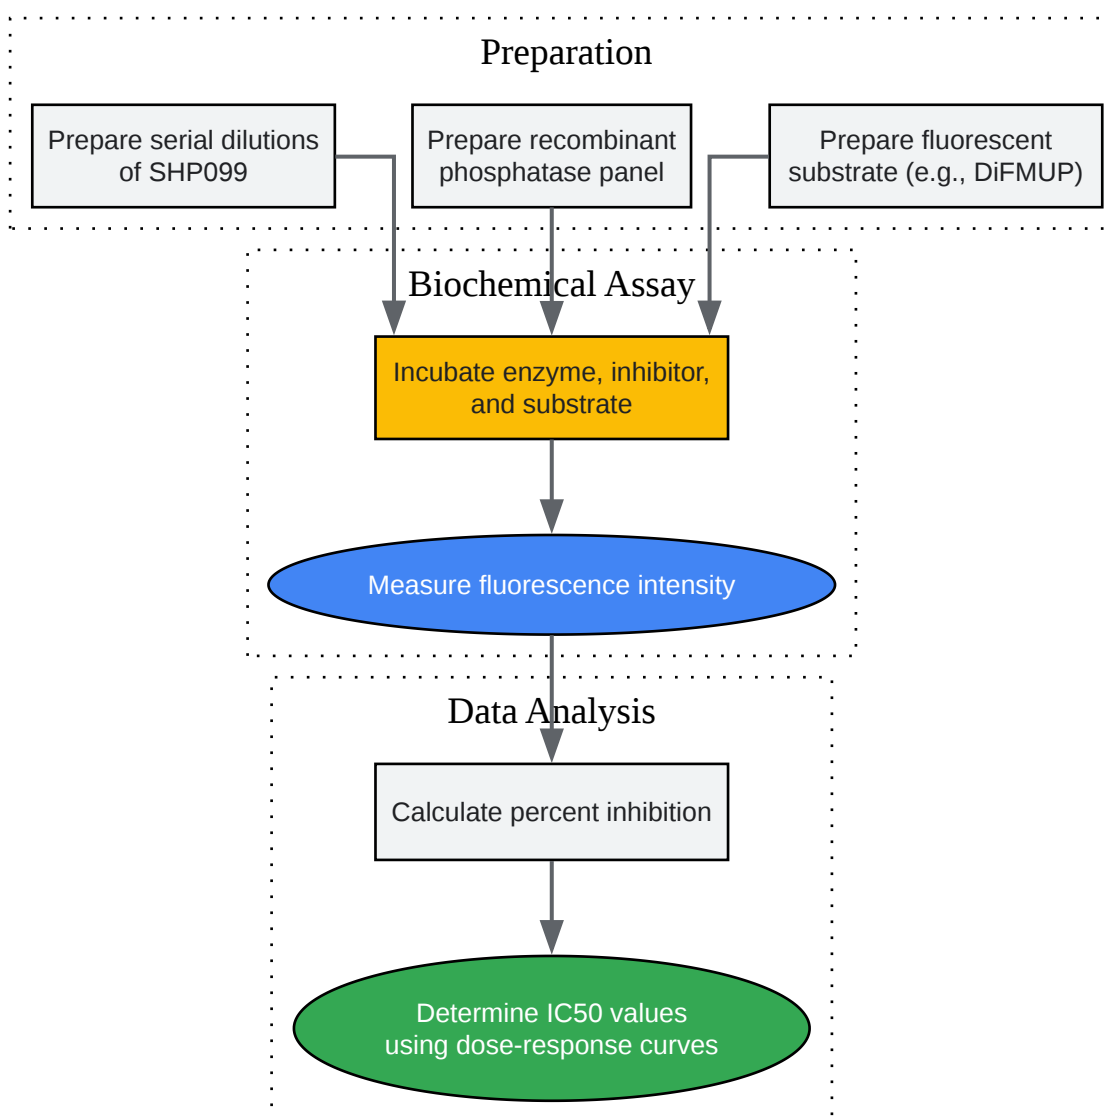 Preparation
Prepare serial dilutions
of SHP099
Prepare recombinant
phosphatase panel
Prepare fluorescent
substrate (e.g., DiFMUP)
Biochemical Assay
Incubate enzyme, inhibitor,
and substrate
Measure fluorescence intensity
Data Analysis
Calculate percent inhibition
Determine IC50 values
using dose-response curves